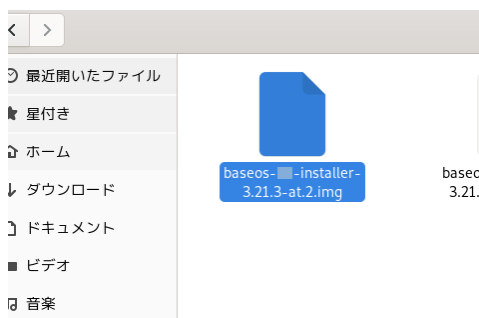 最近開いたファイル
星付き
ホーム
ダウンロード
ドキュメント
ビデオ
音楽
baseos-
-installer-
3.21.3-at.2.img
baseo
3.21.